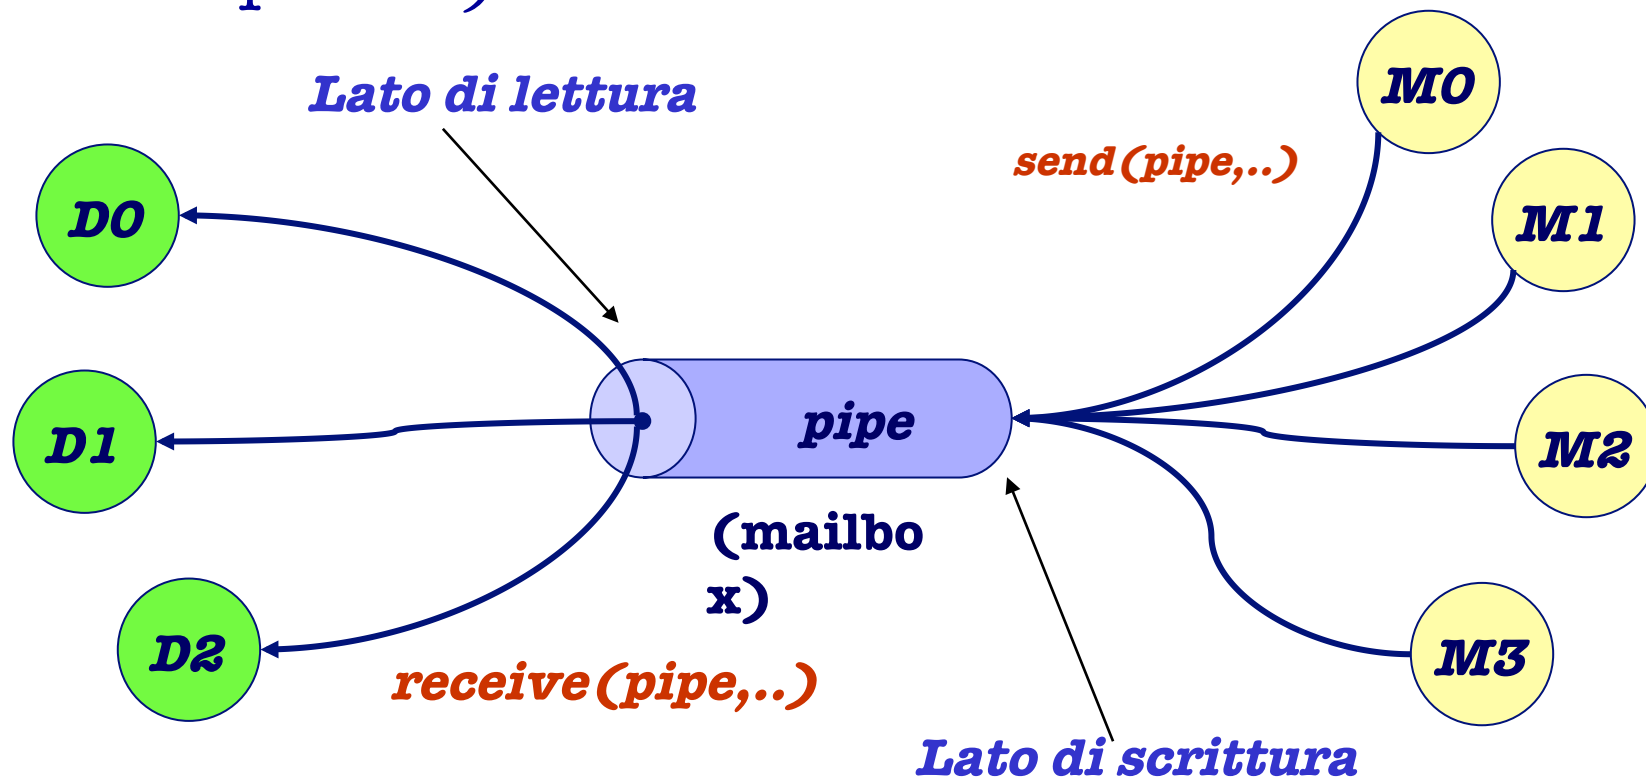 Lato di lettura
M0
send(pipe,..)
D0
M1
pipe
D1
M2
(mailbo
x)
D2
receive(pipe,..)
M3
Lato di scrittura